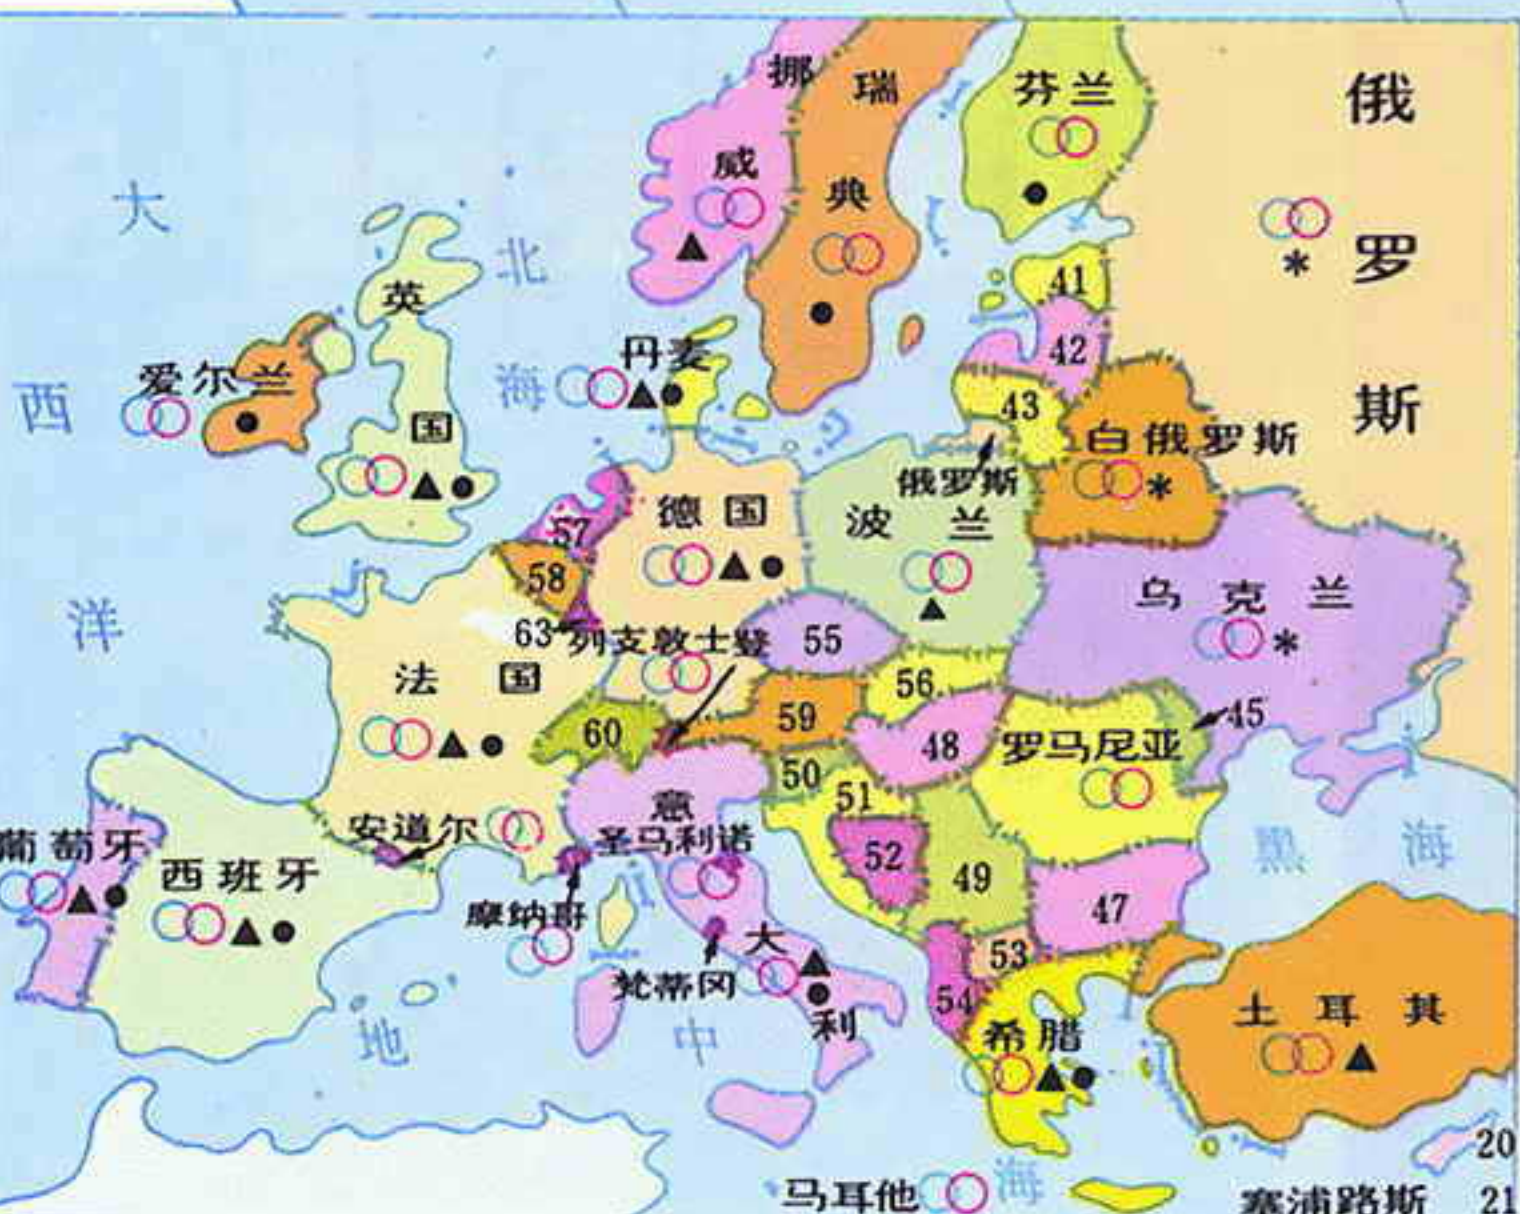 挪
威
瑞
典
芬兰
俄
罗
斯
大
西
洋
北
海
英
国
爱尔兰
丹麦
41
42
43
白俄罗斯
俄罗斯
波兰
德国
57
58
63
列支敦士登
55
56
乌克兰
45
法国
60
59
48
罗马尼亚
50
51
52
49
47
53
54
安道尔
意
大
利
圣马利诺
摩纳哥
梵蒂冈
葡萄牙
西班牙
黑海
希腊
土耳其
地
中
海
马耳他
塞浦路斯
20
21